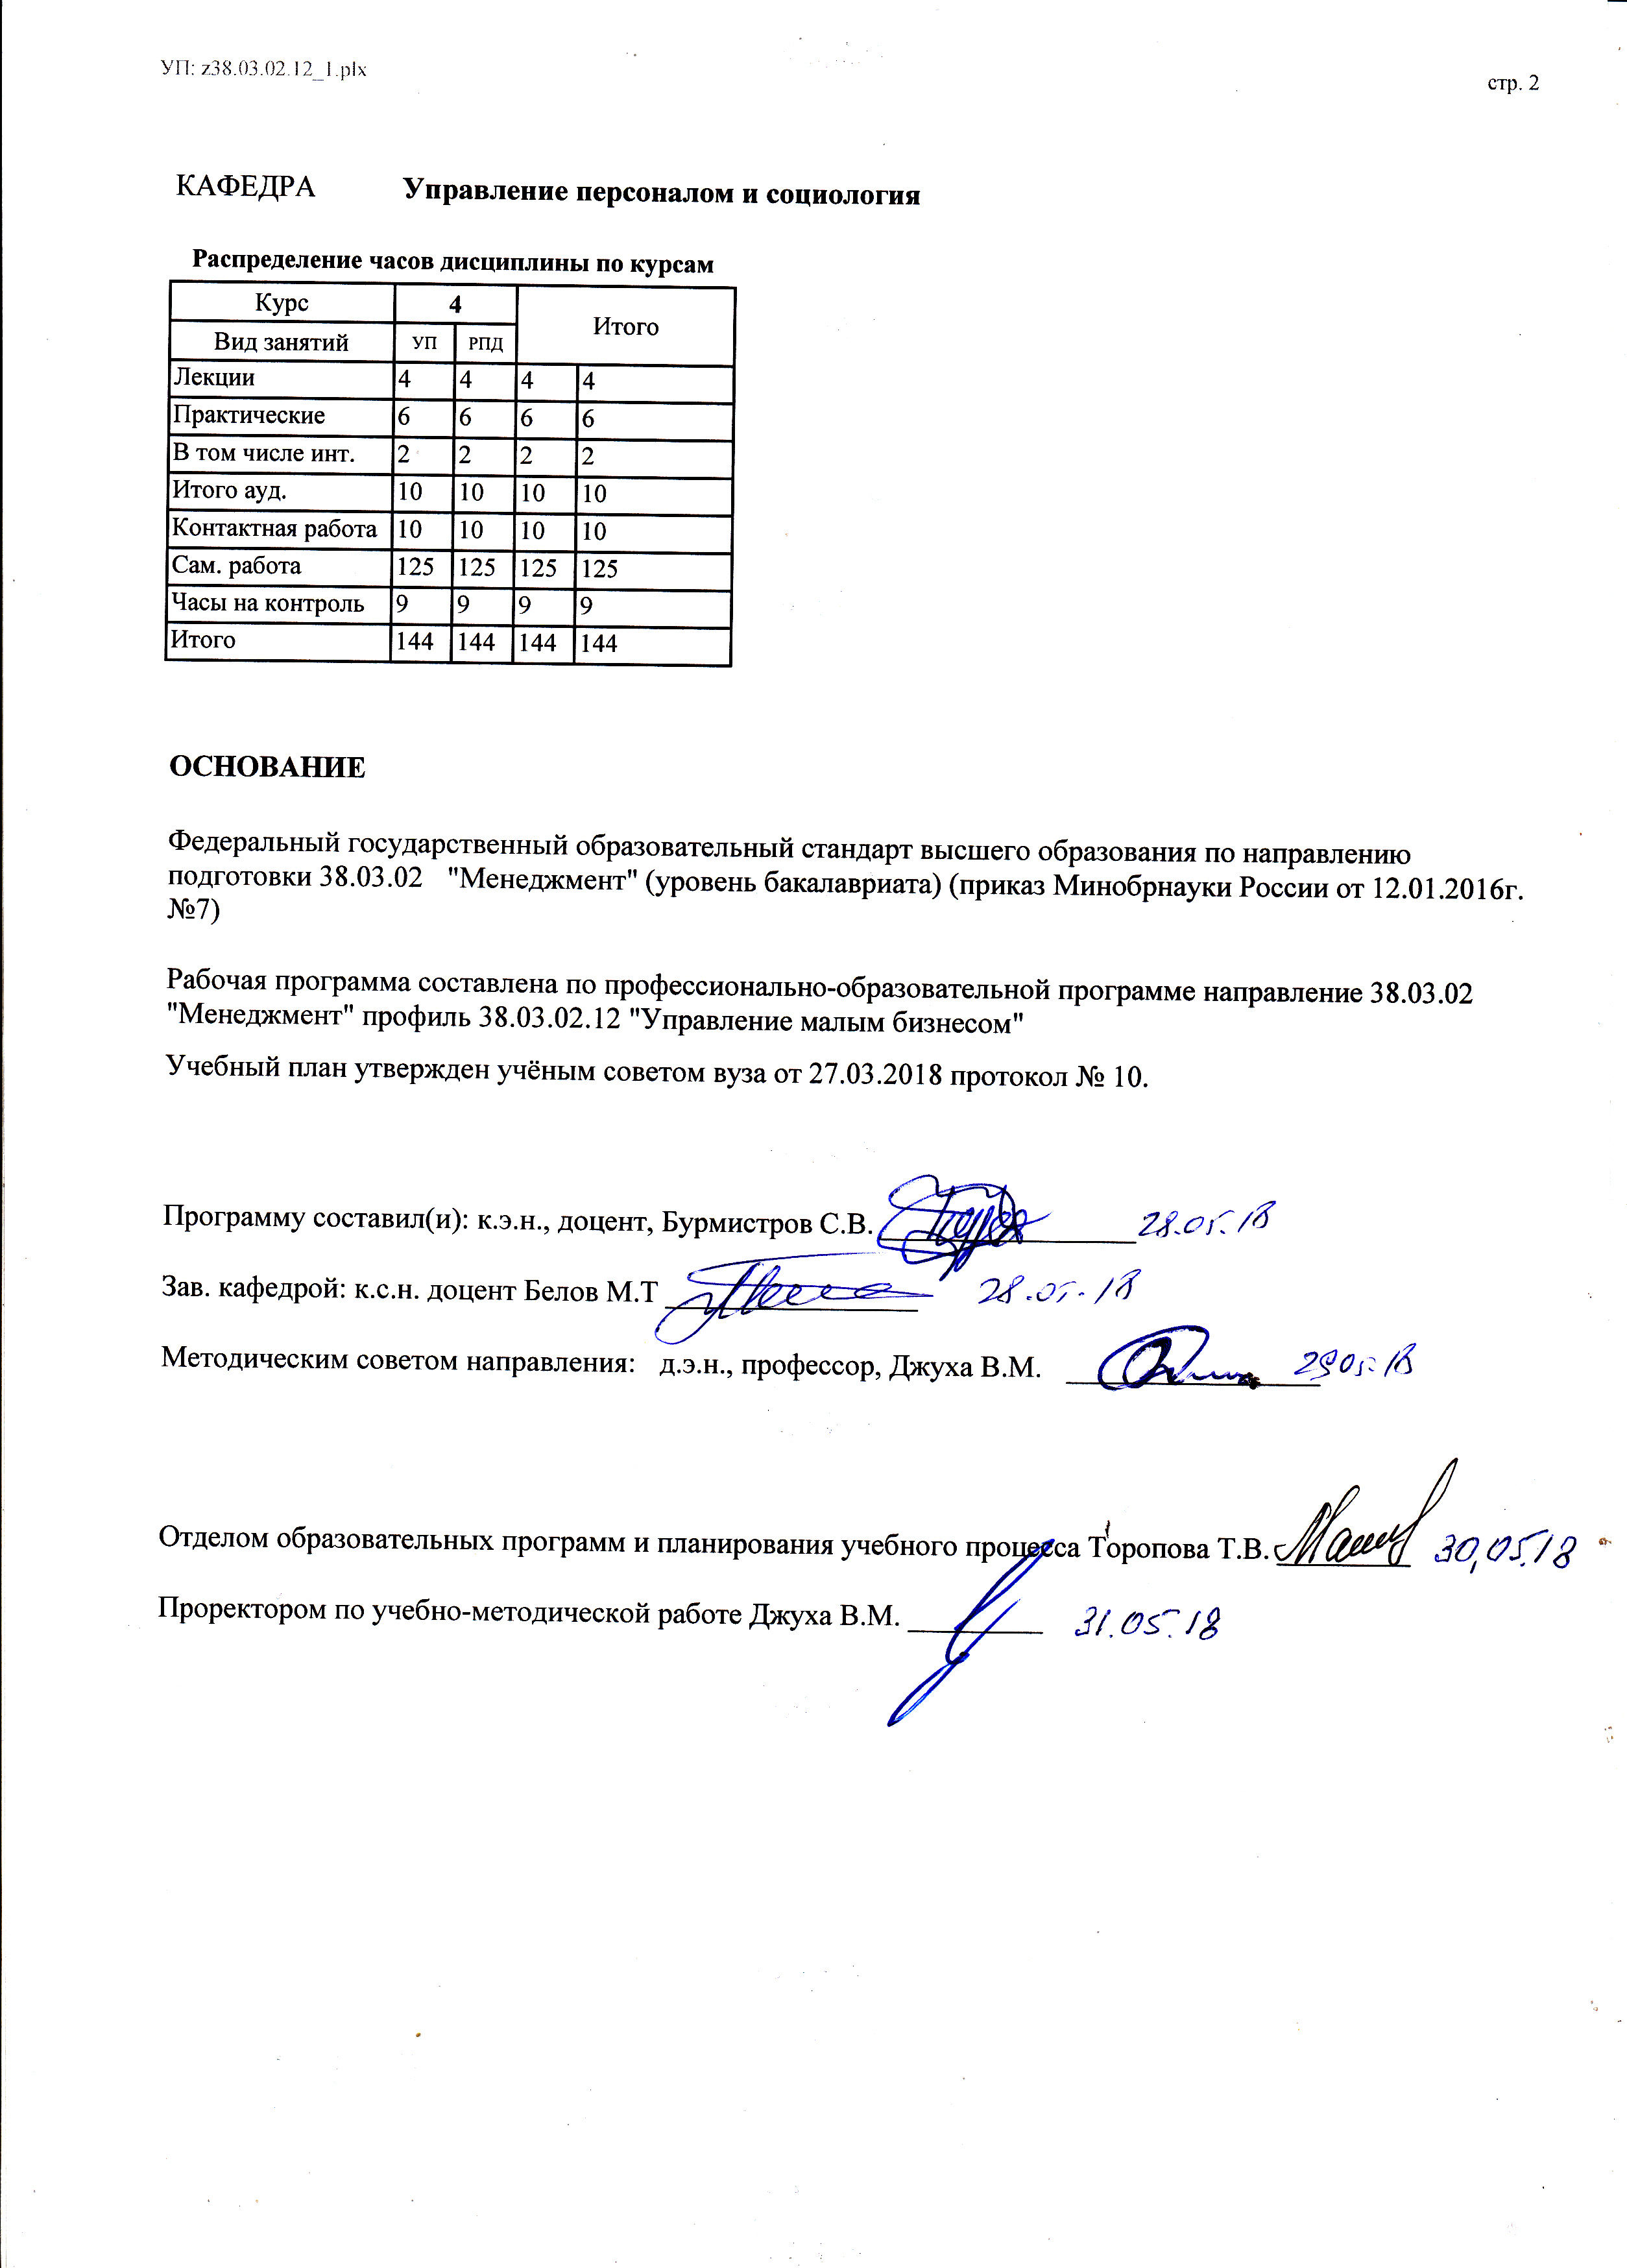 УП: z38.03.02.12_1.plx
стр. 2
КАФЕДРА Управление персоналом и социология
Распределение часов дисциплины по курсам
Курс 4 Итого
Вид занятий УП РПД
Лекции 4 4 4 4
Практические 6 6 6 6
В том числе инт. 2 2 2 2
Итого ауд. 10 10 10 10
Контактная работа 10 10 10 10
Сам. работа 125 125 125 125
Часы на контроль 9 9 9 9
Итого 144 144 144 144
ОСНОВАНИЕ
Федеральный государственный образовательный стандарт высшего образования по направлению
подготовки 38.03.02 "Менеджмент" (уровень бакалавриата) (приказ Минобрнауки России от 12.01.2016г.
№7)
Рабочая программа составлена по профессионально-образовательной программе направление 38.03.02
"Менеджмент" профиль 38.03.02.12 "Управление малым бизнесом"
Учебный план утвержден учёным советом вуза от 27.03.2018 протокол № 10.
Программу составил(и): к.э.н., доцент, Бурмистров С.В. 28.05.18
Зав. кафедрой: к.с.н. доцент Белов М.Т 28.05.18
Методическим советом направления: д.э.н., профессор, Джуха В.М. 29.05.18
Отделом образовательных программ и планирования учебного процесса Торопова Т.В. 30.05.18
Проректором по учебно-методической работе Джуха В.М. 31.05.18